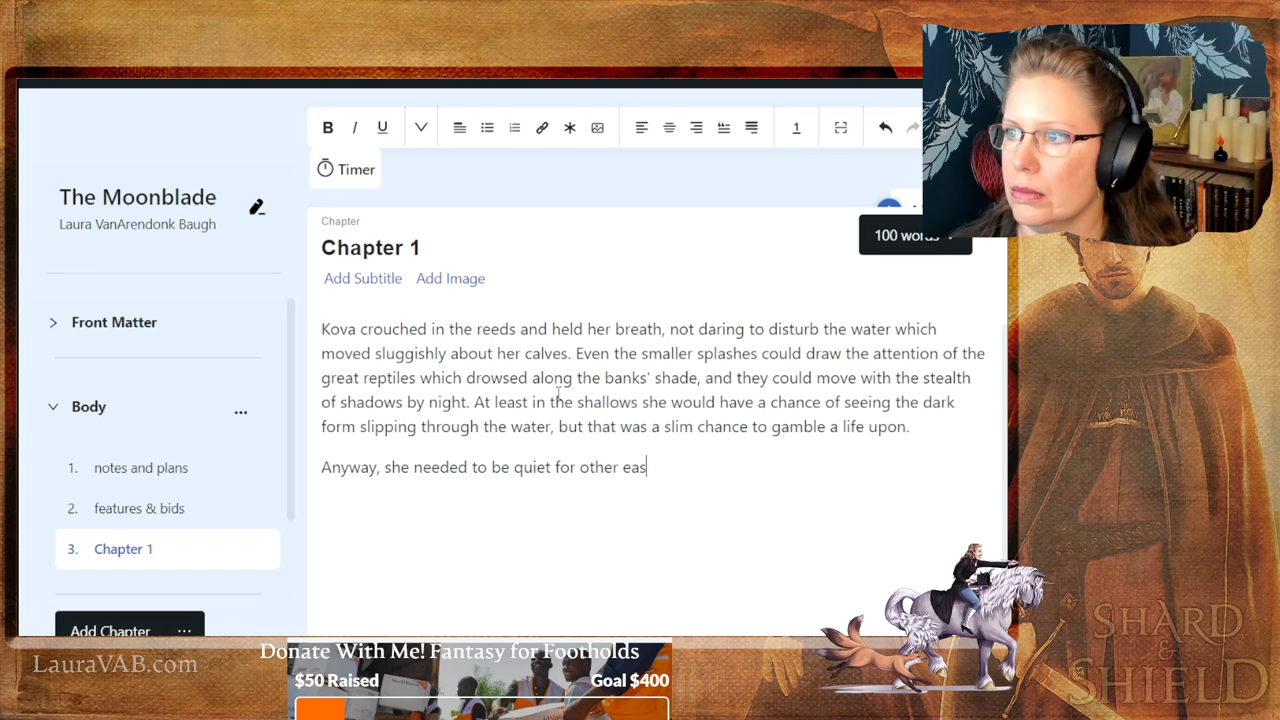 B I U
1
Timer
The Moonblade
Laura VanArendonk Baugh
Front Matter
Body
...
1. notes and plans
2. features & bids
3. Chapter 1
Add Chapter ...
Chapter
Chapter 1
Add Subtitle Add Image
100 words
Kova crouched in the reeds and held her breath, not daring to disturb the water which
moved sluggishly about her calves. Even the smaller splashes could draw the attention of the
great reptiles which drowsed along the banks' shade, and they could move with the stealth
of shadows by night. At least in the shallows she would have a chance of seeing the dark
form slipping through the water, but that was a slim chance to gamble a life upon.
Anyway, she needed to be quiet for other eas
LauraVAB.com
Donate With Me! Fantasy for Footholds
$50 Raised Goal $400
SHARD
&
SHIELD